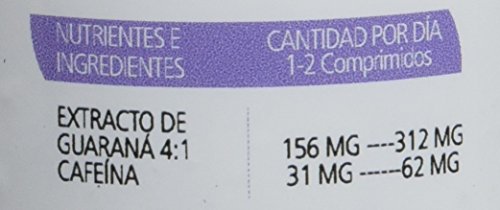 NUTRIENTES E
INGREDIENTES
CANTIDAD POR DÍA
1-2 Comprimidos
EXTRACTO DE
GUARANÁ 4:1
CAFEÍNA
156 MG ----312 MG
31 MG -----62 MG